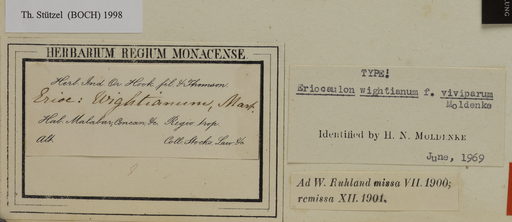 Th. Stützel (BOCH) 1998
HERBARIUM REGIUM MONACENSE.
Herb. Ind. Or. Hook. fil. & Thomson
Erioc: Wightianum, Mart.
Hab. Malabar, Concan &c. Regio trop.
Alt. Coll. Stocks, Law &c
TYPE!
Eriocaulon wightianum f. viviparum
Moldenke
Identified by H. N. MOLDENKE
June, 1969
Ad W. Ruhland missa VII. 1900;
remissa XII. 1901.